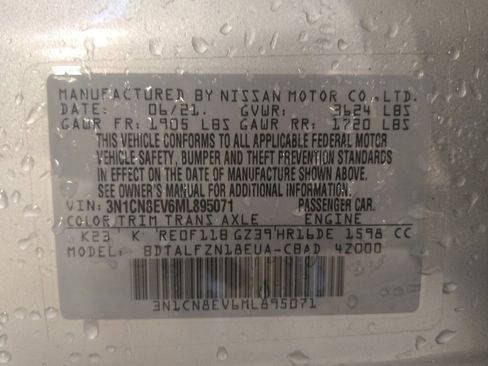 MANUFACTURED BY NISSAN MOTOR CO.,LTD.
DATE: 06/21. GVWR: 3624 LBS
GAWR FR: 1905 LBS GAWR RR: 1720 LBS
THIS VEHICLE CONFORMS TO ALL APPLICABLE FEDERAL MOTOR
VEHICLE SAFETY, BUMPER AND THEFT PREVENTION STANDARDS
IN EFFECT ON THE DATE OF MANUFACTURE SHOWN ABOVE.
SEE OWNER'S MANUAL FOR ADDITIONAL INFORMATION
VIN: 3N1CN8EV6ML895071 PASSENGER CAR.
COLOR TRIM TRANS AXLE ENGINE
K23 K RE0F11B GZ39 HR16DE 1598 CC
MODEL: BDTALFZN18EUA-CBAD 4Z000
3N1CN8EV6ML895071